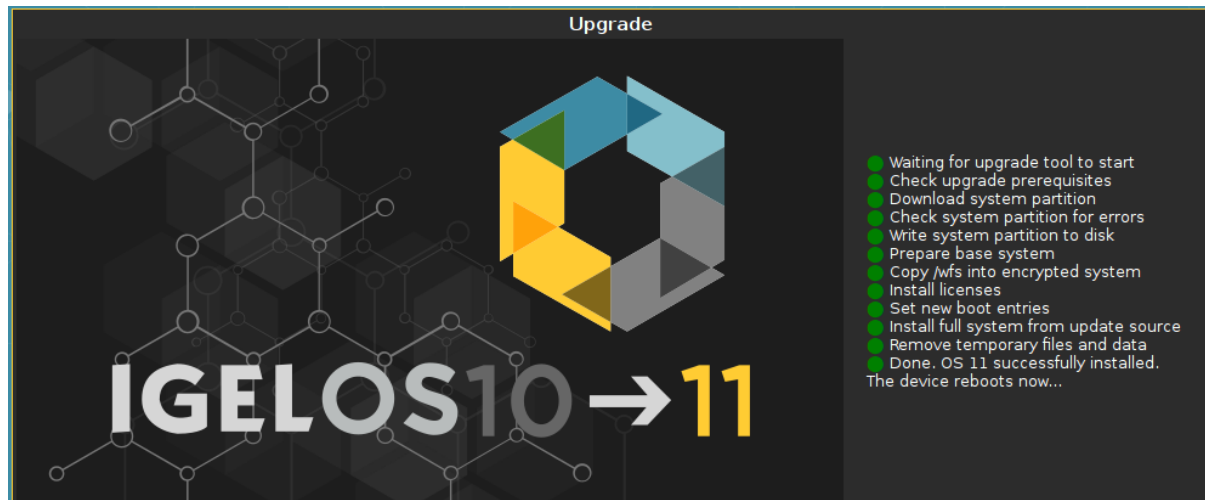 Upgrade
IGELOS10→11
Waiting for upgrade tool to start
Check upgrade prerequisites
Download system partition
Check system partition for errors
Write system partition to disk
Prepare base system
Copy /wfs into encrypted system
Install licenses
Set new boot entries
Install full system from update source
Remove temporary files and data
Done. OS 11 successfully installed.
The device reboots now...